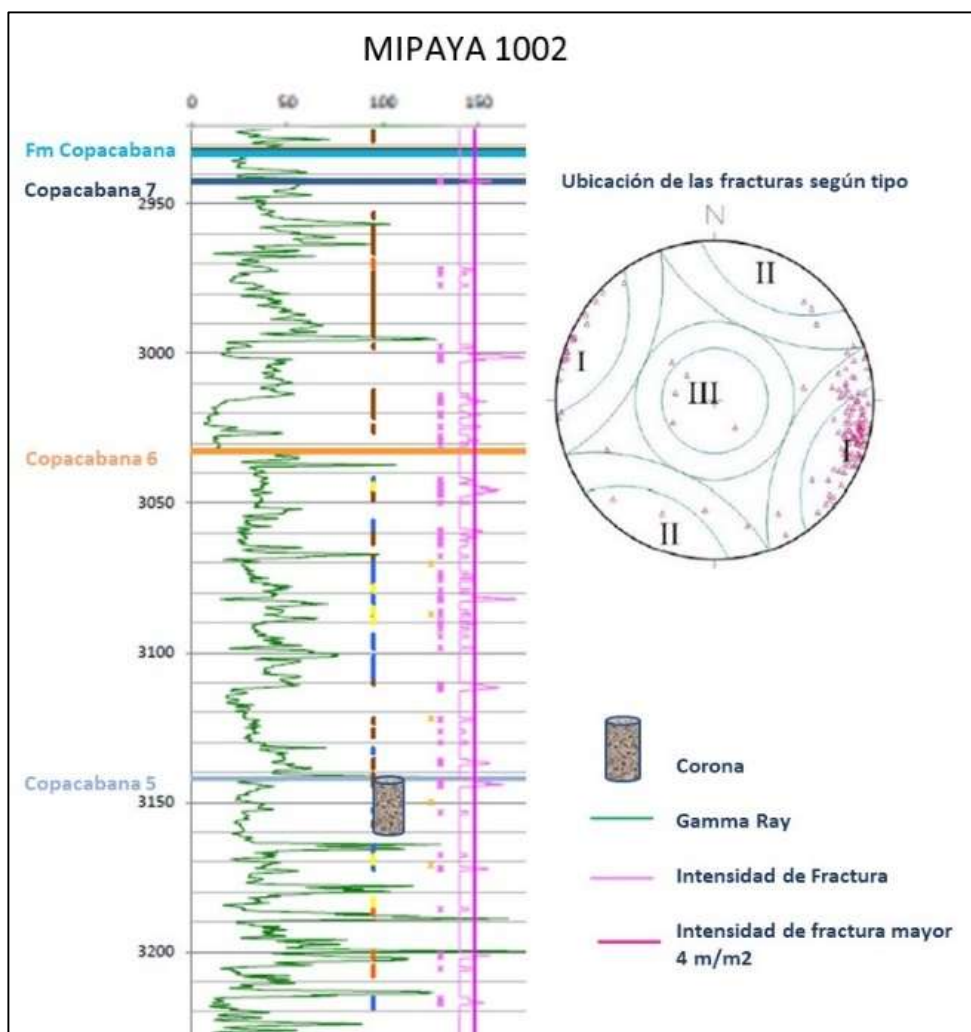 MIPAYA 1002
0 50 100 150
Fm Copacabana
Copacabana 7
2950
3000
Copacabana 6
3050
3100
Copacabana 5
3150
3200
Ubicación de las fracturas según tipo
N
II
I
III
I
II
Corona
Gamma Ray
Intensidad de Fractura
Intensidad de fractura mayor
4 m/m2